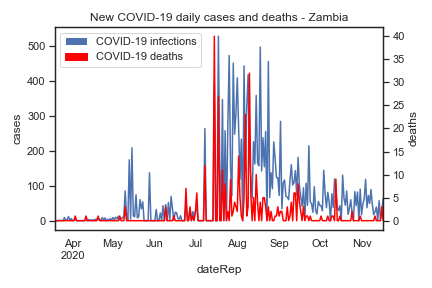 New COVID-19 daily cases and deaths - Zambia
COVID-19 infections
COVID-19 deaths
500
400
300
200
100
0
cases
40
35
30
25
20
15
10
5
0
deaths
Apr
2020
May
Jun
Jul
Aug
Sep
Oct
Nov
dateRep